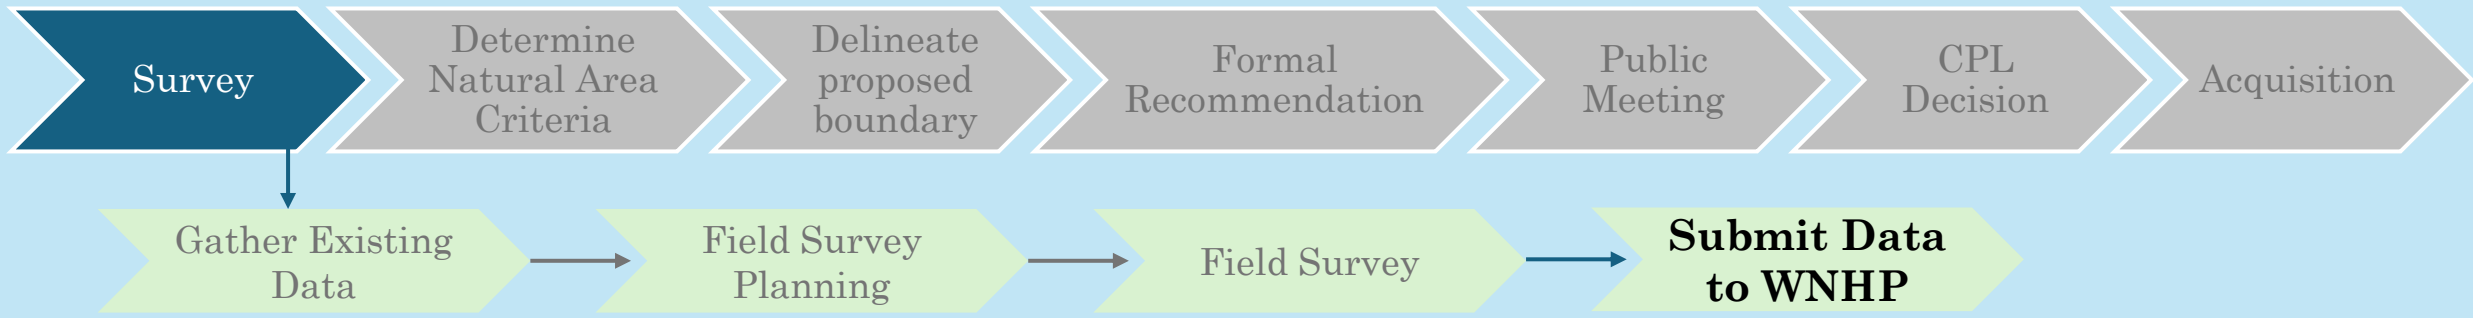 Survey
Determine
Natural Area
Criteria
Delineate
proposed
boundary
Formal
Recommendation
Public
Meeting
CPL
Decision
Acquisition
Gather Existing
Data
Field Survey
Planning
Field Survey
Submit Data
to WNHP